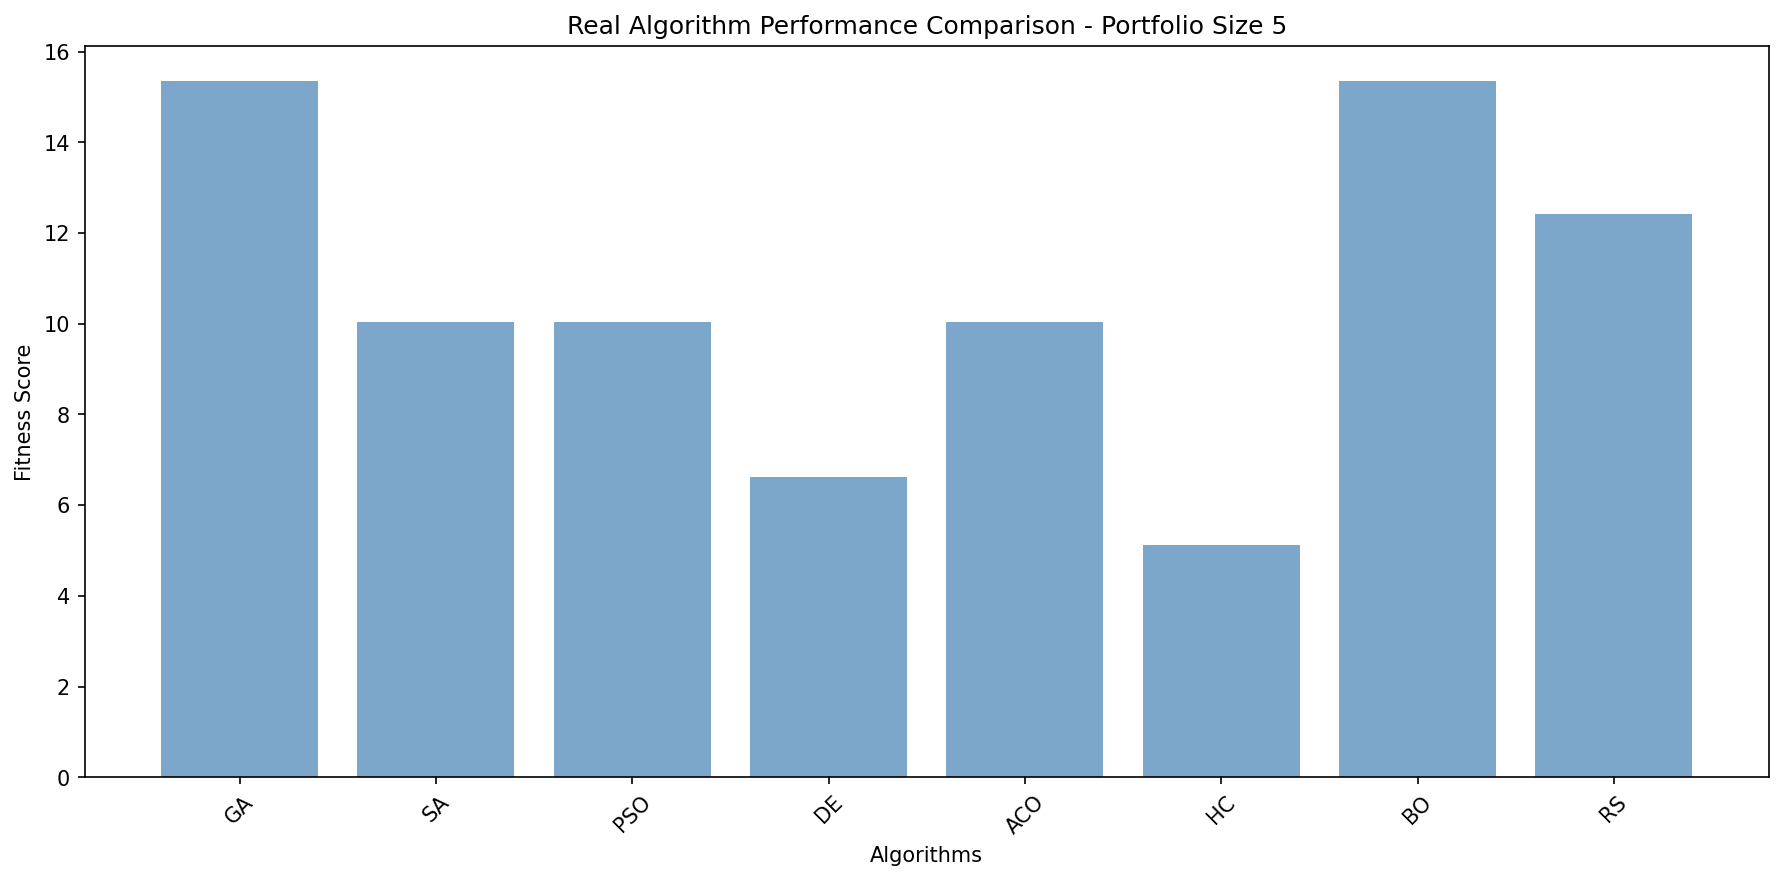 Real Algorithm Performance Comparison - Portfolio Size 5
16
14
12
10
8
6
4
2
0
Fitness Score
GA
SA
PSO
DE
ACO
HC
BO
RS
Algorithms